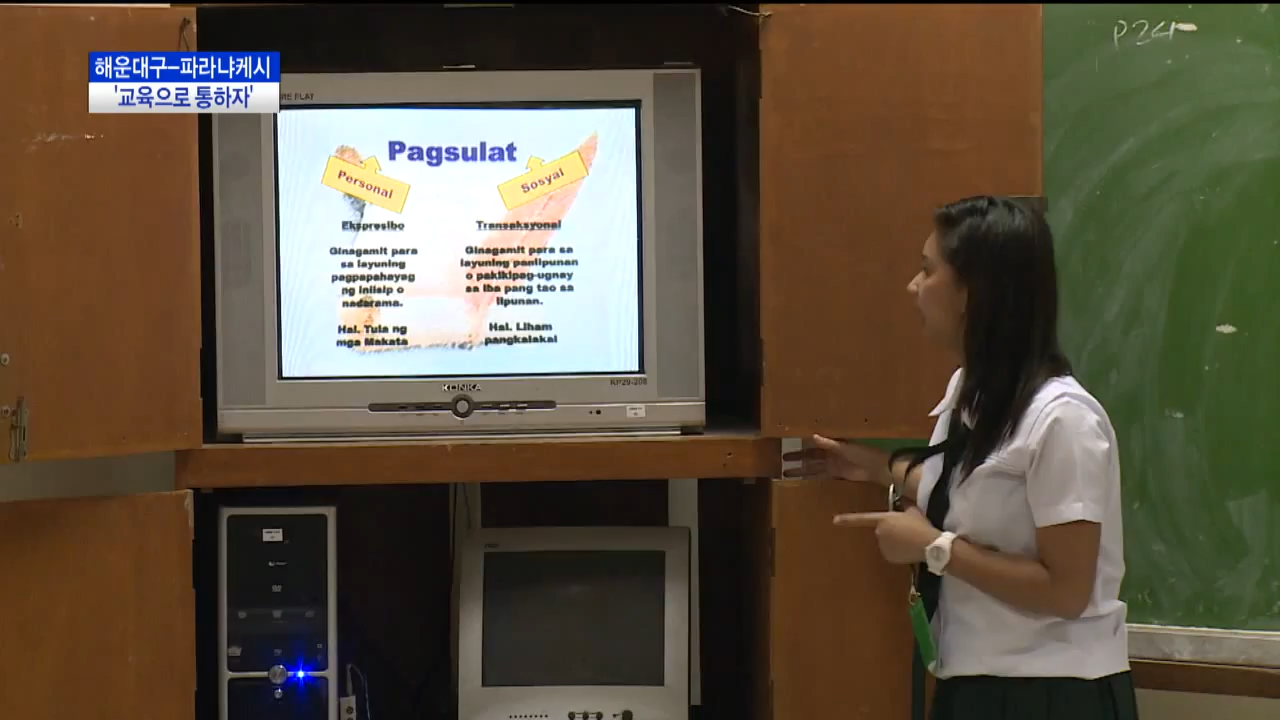 해운대구-파라냐케시
'교육으로 통하자'
Pagsulat
Personal
Sosyal
Ekspresibo
Transaksyonal
Ginagamit para
sa layuning
pagpapahayag
ng iniisip o
nadarama.
Ginagamit para sa
layuning panlipunan
o pakikipag-ugnay
sa iba pang tao sa
lipunan.
Hal. Tula ng
mga Makata
Hal. Liham
pangkalakal
KONKA